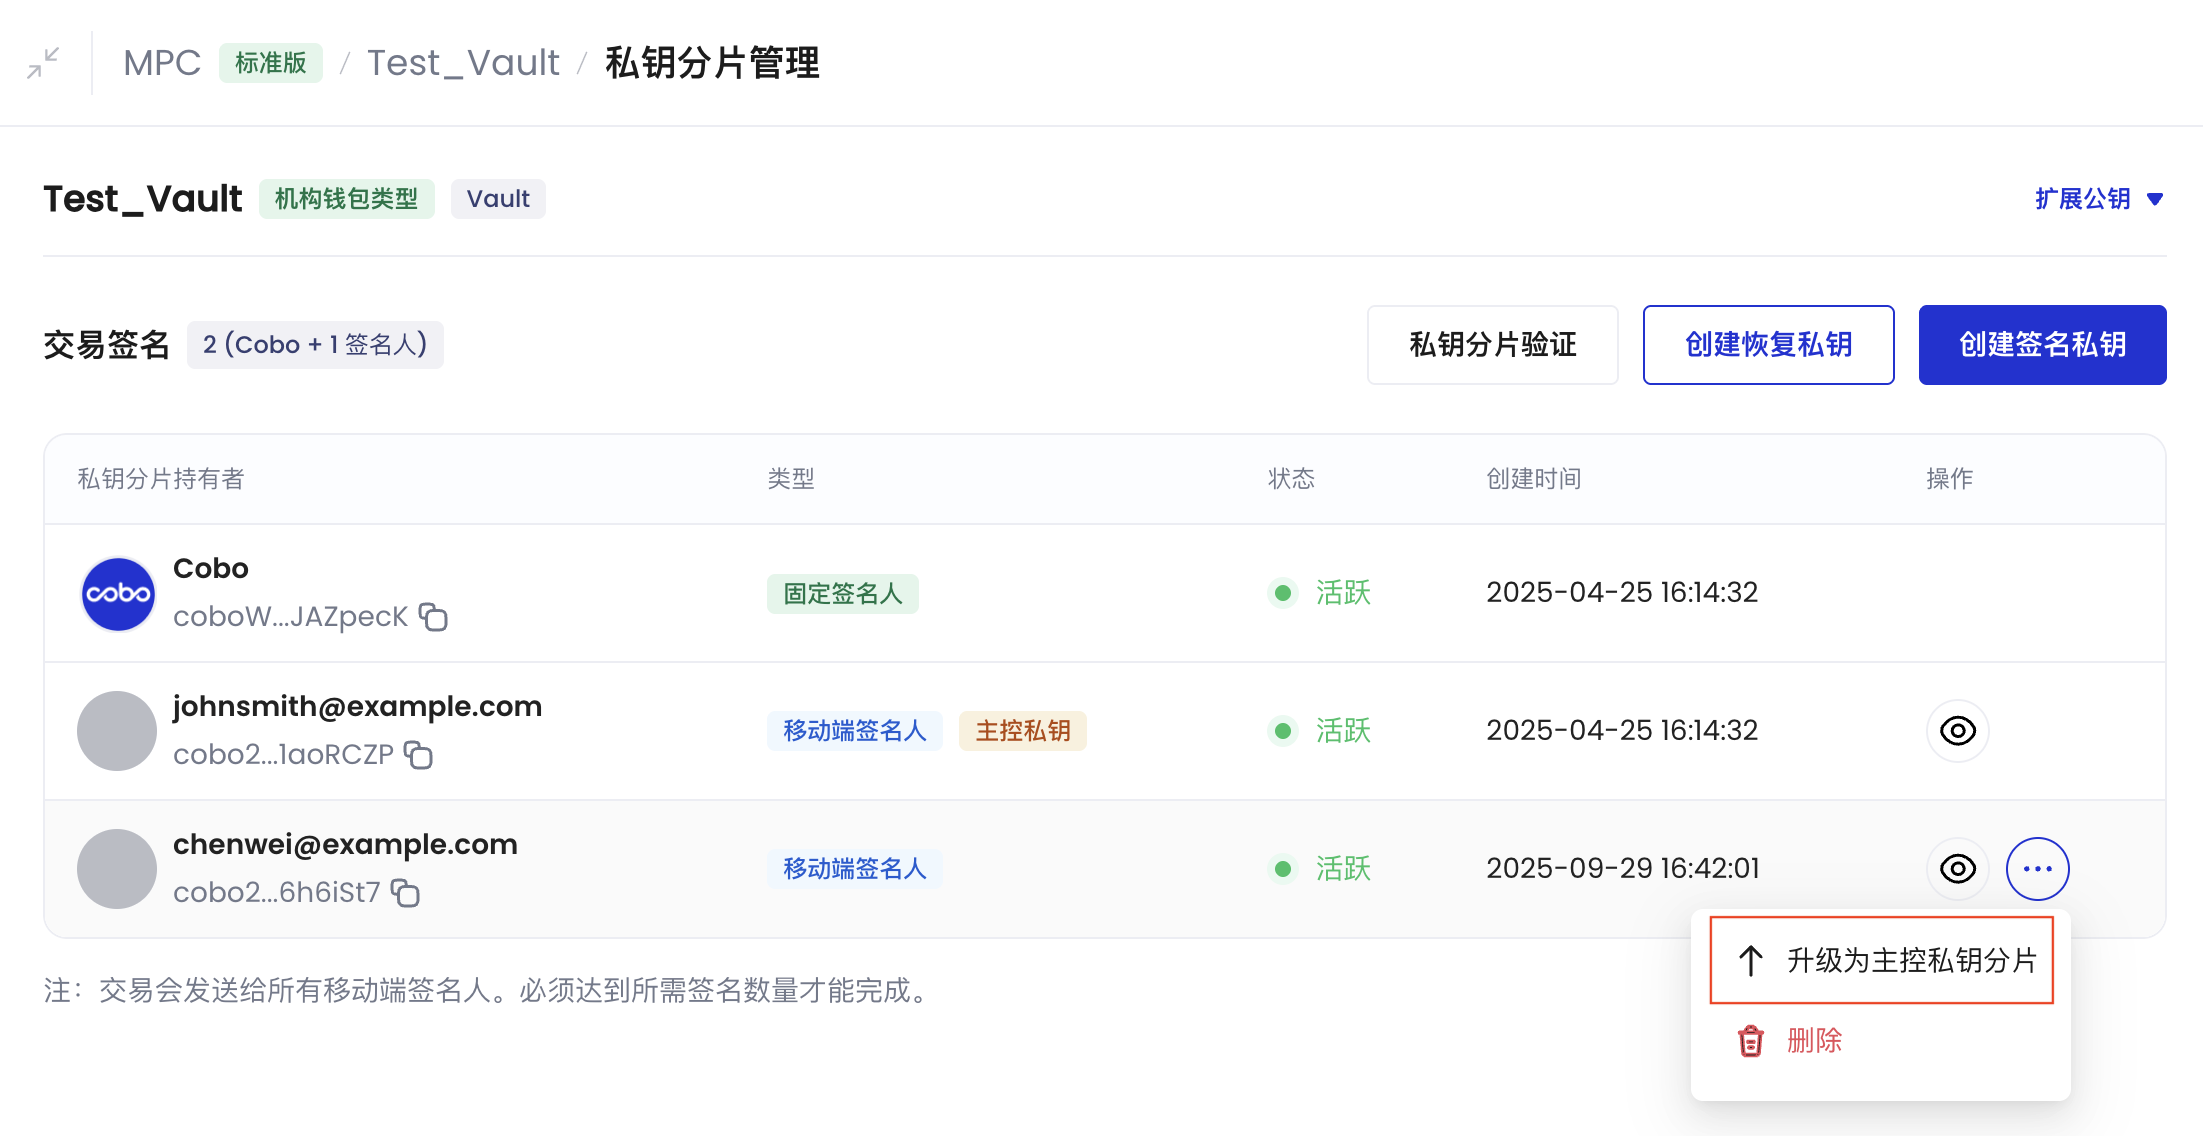 MPC 标准版 / Test_Vault / 私钥分片管理
Test_Vault 机构钱包类型 Vault 扩展公钥
交易签名 2 (Cobo + 1 签名人) 私钥分片验证 创建恢复私钥 创建签名私钥
私钥分片持有者 类型 状态 创建时间 操作
cobo
Cobo
coboW...JAZpecK
固定签名人 活跃 2025-04-25 16:14:32
johnsmith@example.com
cobo2...1aoRCZP
移动端签名人 主控私钥 活跃 2025-04-25 16:14:32
chenwei@example.com
cobo2...6h6iSt7
移动端签名人 活跃 2025-09-29 16:42:01
升级为主控私钥分片
删除
注：交易会发送给所有移动端签名人。必须达到所需签名数量才能完成。